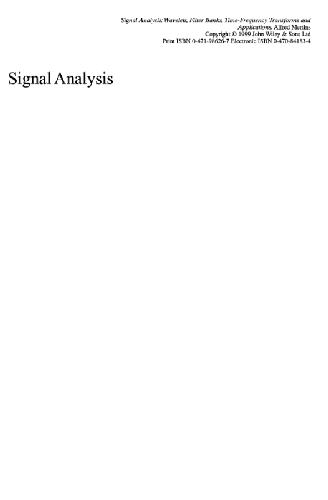 Signal Analysis: Wavelets, Filter Banks, Time-Frequency Transforms and
Applications. Alfred Mertins
Copyright © 1999 John Wiley & Sons Ltd
Print ISBN 0-471-98626-7 Electronic ISBN 0-470-84183-4
Signal Analysis